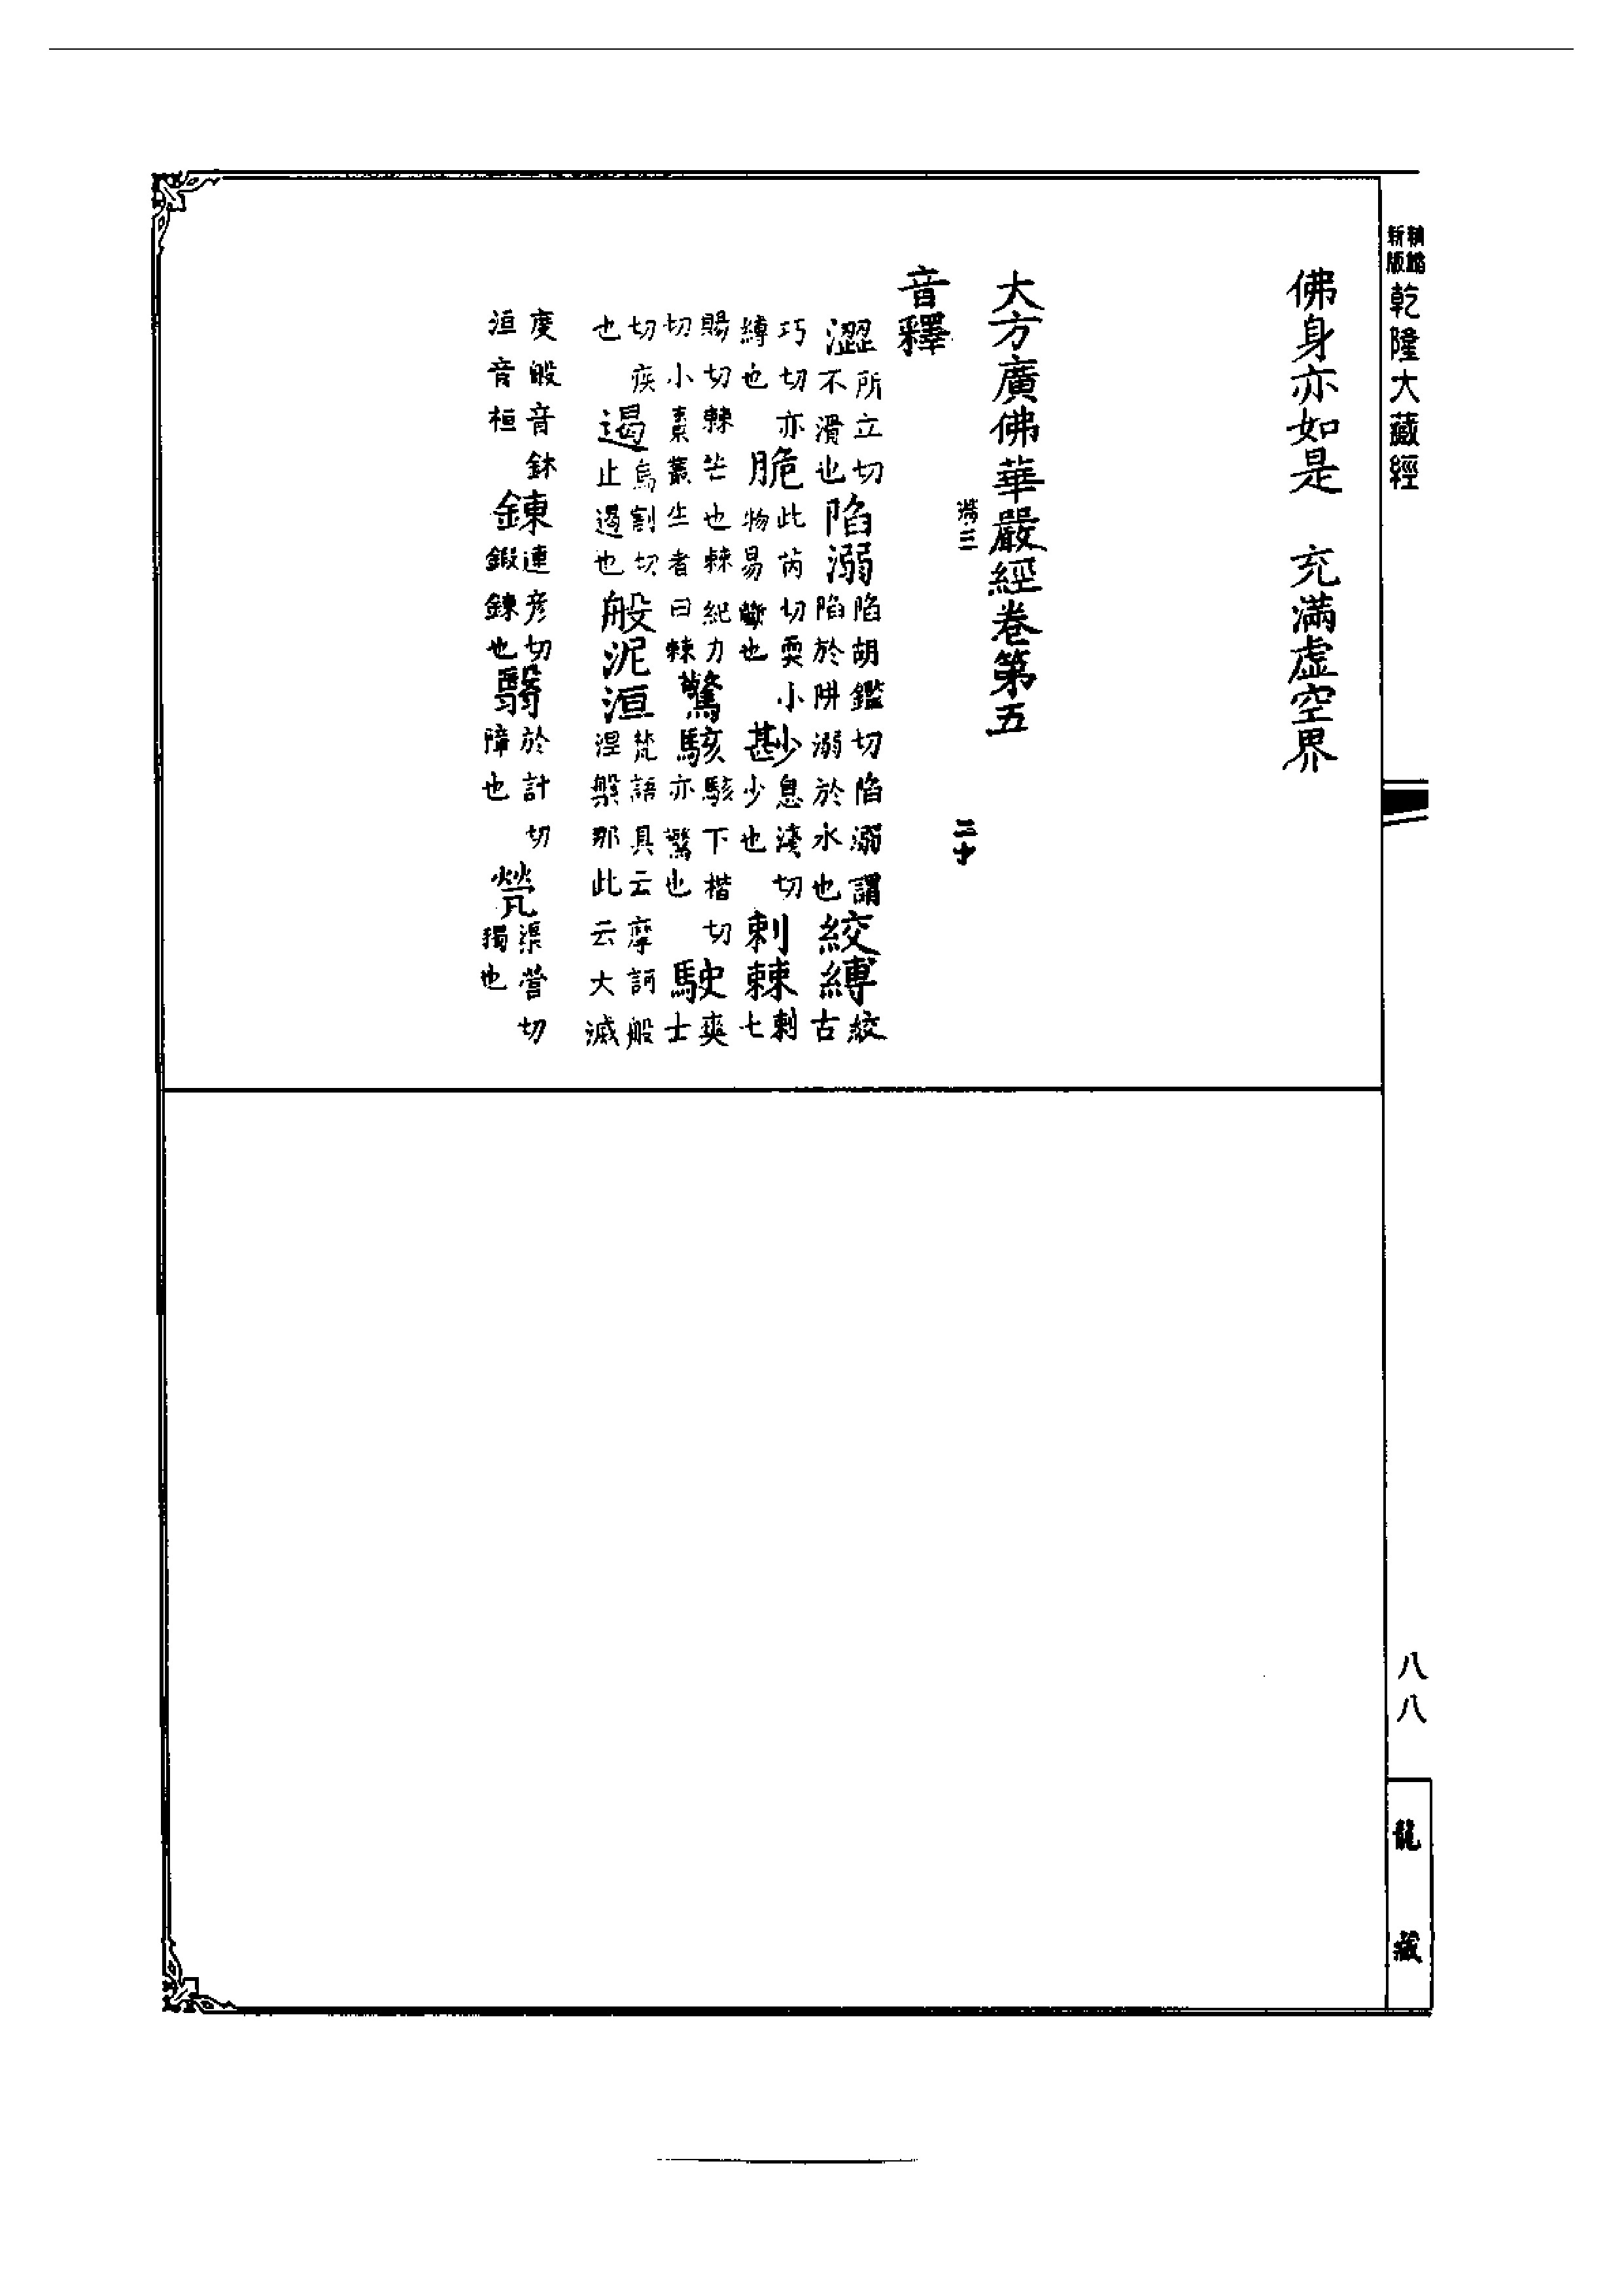 新版精縮
乾隆大藏經
八八
龍藏
佛身亦如是　充滿虛空界
大方廣佛華嚴經卷第五
三十
音釋
澀所立切不滑也陷溺陷胡鑑切陷溺謂陷於阱溺於水也絞縛絞古
巧切亦縛也脆此芮切耎小物易斷也尠息淺切少也刺棘刺七
賜切棘芒也棘紀力切小棗叢生者曰棘驚駭駭下楷切亦驚也駛爽士
切疾也遏烏割切止遏也般泥洹梵語具云摩訶般涅槃那此云大滅
度般音鉢洹音桓鍊連彥切鍛鍊也翳於計切障也煢渠營切獨也